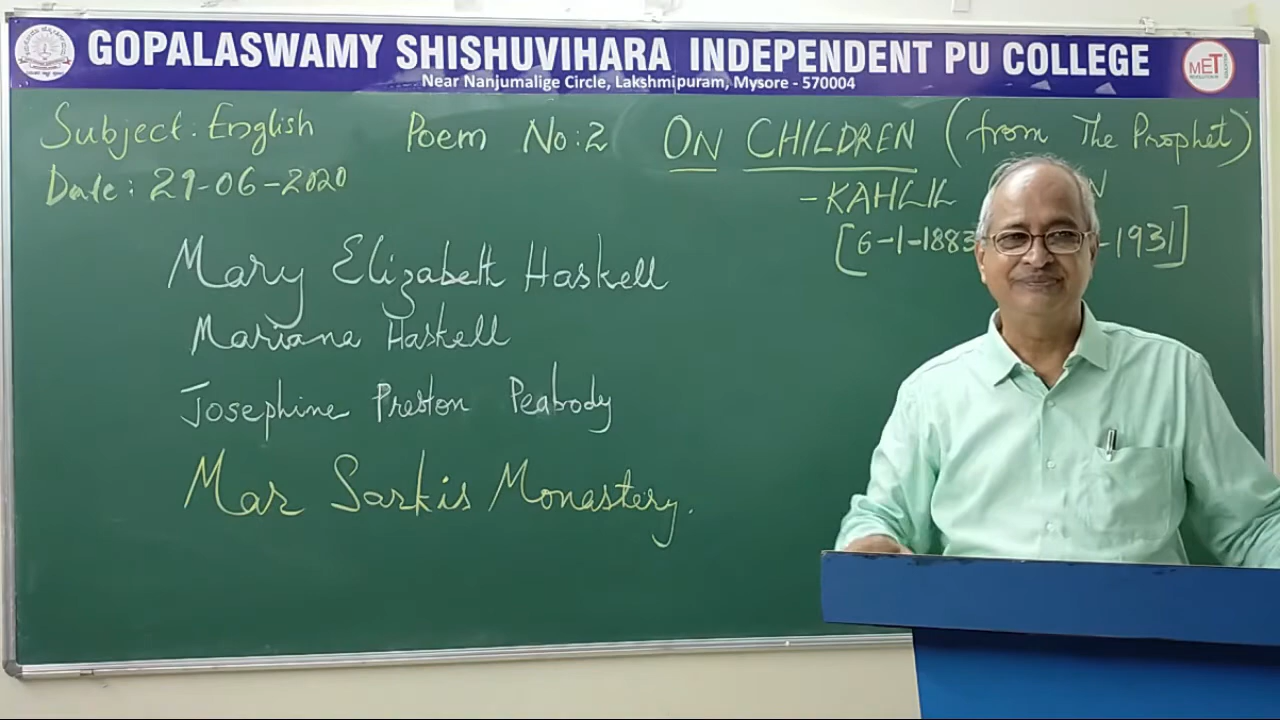 GOPALASWAMY SHISHUVIHARA INDEPENDENT PU COLLEGE
Near Nanjumalige Circle, Lakshmipuram, Mysore - 570004
MET
Subject: English
Poem No:2
ON CHILDREN (from The Prophet)
Date: 29-06-2020
- KAHLIL N
[6-1-1883 -1931]
Mary Elizabeth Haskell
Mariana Haskell
Josephine Preston Peabody
Mar Sarkis Monastery.